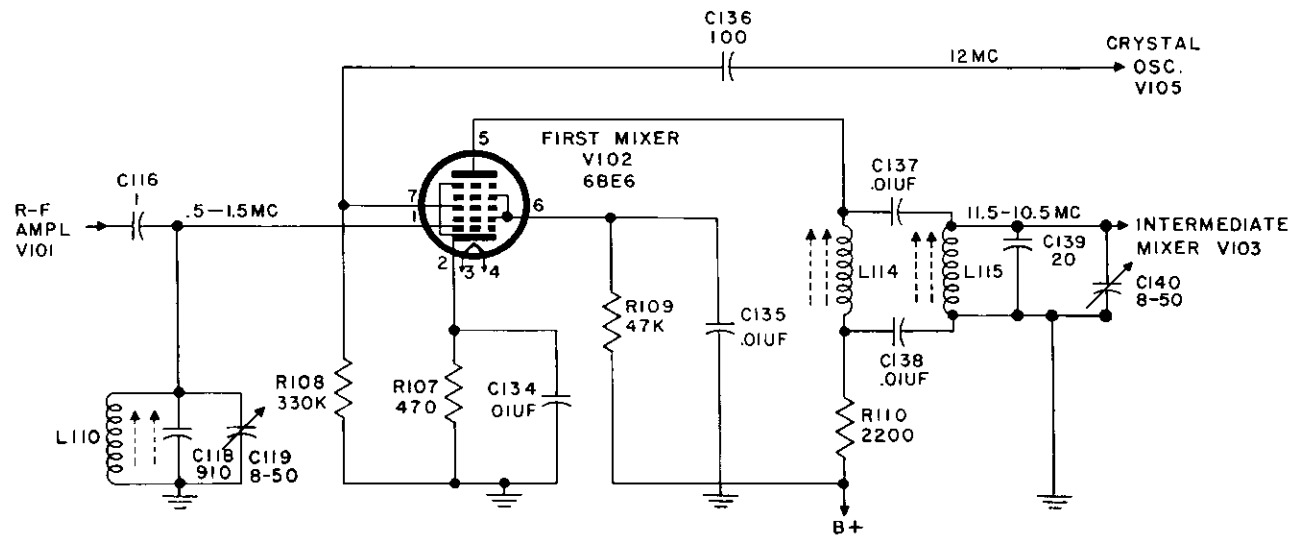 C136
100
12MC
CRYSTAL
OSC.
V105
5
FIRST MIXER
V102
6BE6
C116
1
R-F
AMPL
V101
.5–1.5MC
7
1
6
2
3
4
C137
.01UF
11.5–10.5MC
INTERMEDIATE
MIXER V103
L114
L115
C139
20
C140
8-50
R109
47K
C135
.01UF
C138
.01UF
R108
330K
R107
470
C134
01UF
R110
2200
L110
C118
910
C119
8-50
B+